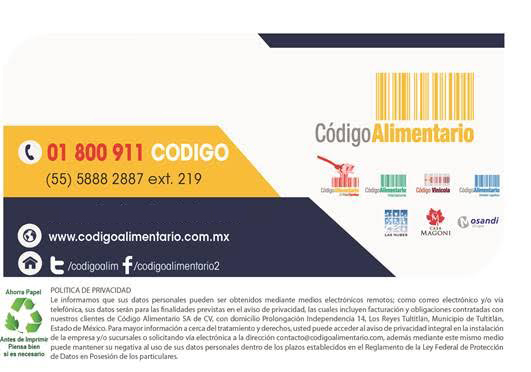 CódigoAlimentario
01 800 911 CODIGO
(55) 5888 2887 ext. 219
CódigoAlimentario
CódigoVinícola
CódigoAlimentario
LAS NUBES
CASA
MAGONI
Mosandi
www.codigoalimentario.com.mx
/codigoalim /codigoalimentario2
Ahorra Papel
Antes de Imprimir
Piensa bien
si es necesario
POLITICA DE PRIVACIDAD
Le informamos que sus datos personales pueden ser obtenidos mediante medios electrónicos remotos; como correo electrónico y/o vía
telefónica, sus datos serán para las finalidades previstas en el aviso de privacidad, las cuales incluyen facturación y obligaciones contratadas con
nuestros clientes de Código Alimentario SA de CV, con domicilio Prolongación Independencia 14, Los Reyes Tultitlán, Municipio de Tultitlán,
Estado de México. Para mayor información a cerca del tratamiento y derechos, usted puede acceder al aviso de privacidad integral en la instalación
de la empresa y/o sucursales o solicitando vía electrónica a la dirección contacto@codigoalimentario.com, además mediante este mismo medio
puede mantener su negativa al uso de sus datos personales dentro de los plazos establecidos en el Reglamento de la Ley Federal de Protección
de Datos en Posesión de los particulares.